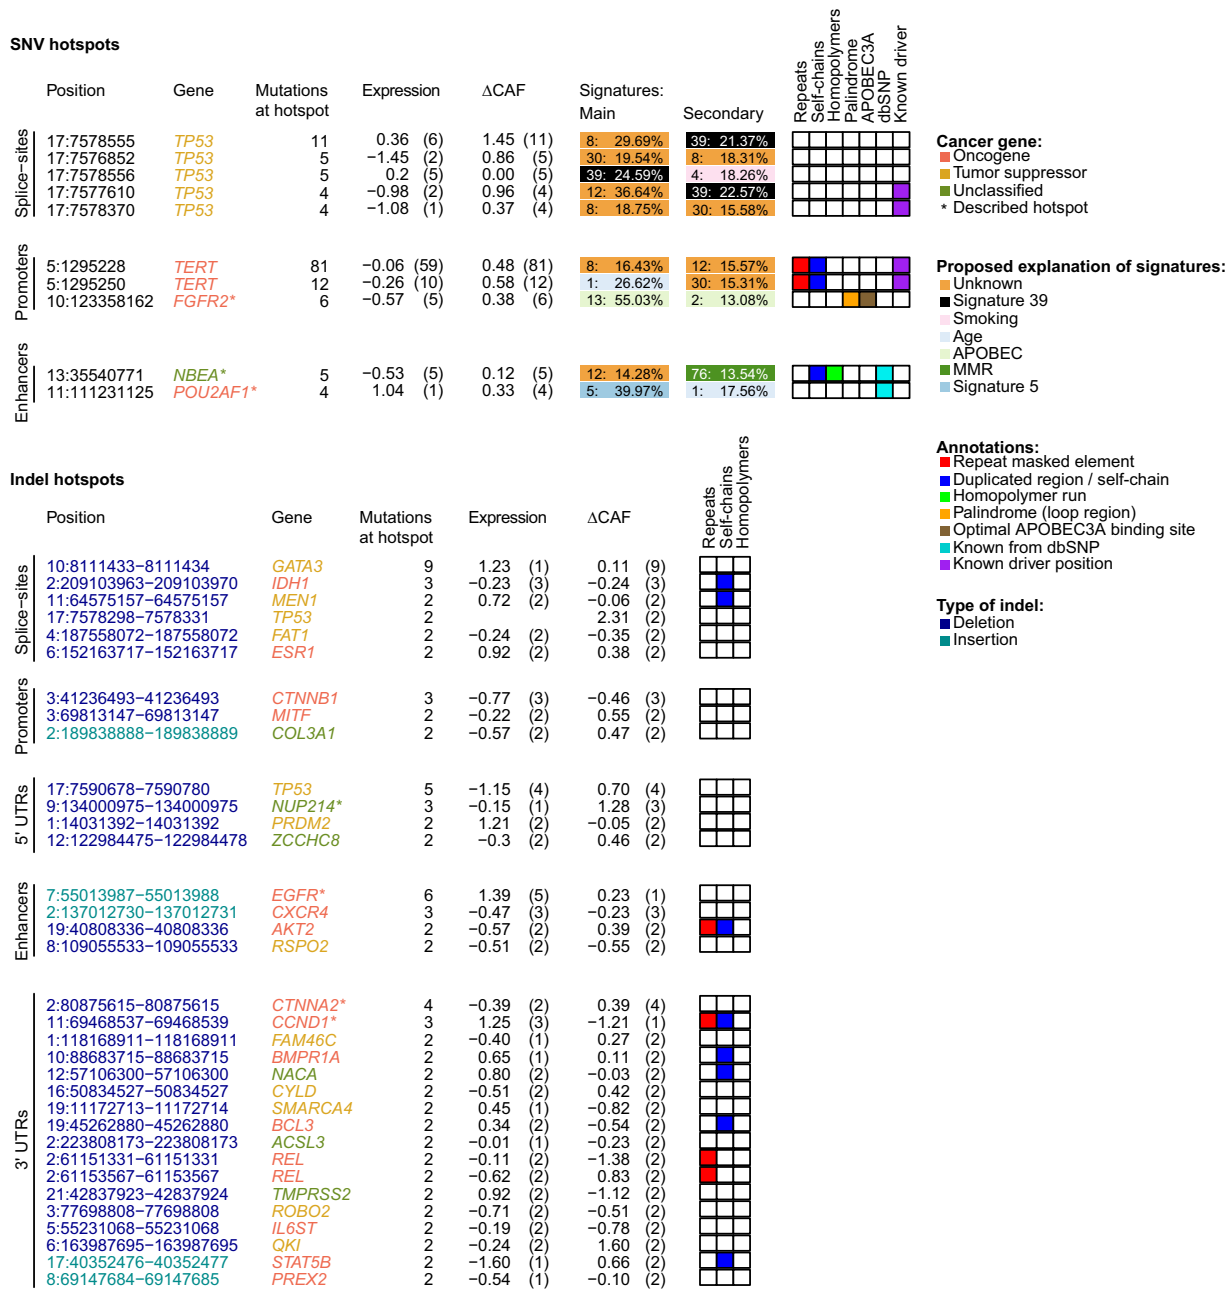 SNV hotspots
Position Gene Mutations at hotspot Expression ΔCAF Signatures: Main Secondary Repeats Self-chains Homopolymers Palindrome APOBEC3A dbSNP Known driver
Splice-sites
17:7578555 TP53 11 0.36 (6) 1.45 (11) 8: 29.69% 39: 21.37%
17:7576852 TP53 5 −1.45 (2) 0.86 (5) 30: 19.54% 8: 18.31%
17:7578556 TP53 5 0.2 (5) 0.00 (5) 39: 24.59% 4: 18.26%
17:7577610 TP53 4 −0.98 (2) 0.96 (4) 12: 36.64% 39: 22.57%
17:7578370 TP53 4 −1.08 (1) 0.37 (4) 8: 18.75% 30: 15.58%
Promoters
5:1295228 TERT 81 −0.06 (59) 0.48 (81) 8: 16.43% 12: 15.57%
5:1295250 TERT 12 −0.26 (10) 0.58 (12) 1: 26.62% 30: 15.31%
10:123358162 FGFR2* 6 −0.57 (5) 0.38 (6) 13: 55.03% 2: 13.08%
Enhancers
13:35540771 NBEA* 5 −0.53 (5) 0.12 (5) 12: 14.28% 76: 13.54%
11:111231125 POU2AF1* 4 1.04 (1) 0.33 (4) 5: 39.97% 1: 17.56%
Cancer gene:
Oncogene
Tumor suppressor
Unclassified
* Described hotspot
Proposed explanation of signatures:
Unknown
Signature 39
Smoking
Age
APOBEC
MMR
Signature 5
Annotations:
Repeat masked element
Duplicated region / self-chain
Homopolymer run
Palindrome (loop region)
Optimal APOBEC3A binding site
Known from dbSNP
Known driver position
Type of indel:
Deletion
Insertion
Indel hotspots
Position Gene Mutations at hotspot Expression ΔCAF Repeats Self-chains Homopolymers
Splice-sites
10:8111433−8111434 GATA3 9 1.23 (1) 0.11 (9)
2:209103963−209103970 IDH1 3 −0.23 (3) −0.24 (3)
11:64575157−64575157 MEN1 2 0.72 (2) −0.06 (2)
17:7578298−7578331 TP53 2 2.31 (2)
4:187558072−187558072 FAT1 2 −0.24 (2) −0.35 (2)
6:152163717−152163717 ESR1 2 0.92 (2) 0.38 (2)
Promoters
3:41236493−41236493 CTNNB1 3 −0.77 (3) −0.46 (3)
3:69813147−69813147 MITF 2 −0.22 (2) 0.55 (2)
2:189838888−189838889 COL3A1 2 −0.57 (2) 0.47 (2)
5' UTRs
17:7590678−7590780 TP53 5 −1.15 (4) 0.70 (4)
9:134000975−134000975 NUP214* 3 −0.15 (1) 1.28 (3)
1:14031392−14031392 PRDM2 2 1.21 (2) −0.05 (2)
12:122984475−122984478 ZCCHC8 2 −0.3 (2) 0.46 (2)
Enhancers
7:55013987−55013988 EGFR* 6 1.39 (5) 0.23 (1)
2:137012730−137012731 CXCR4 3 −0.47 (3) −0.23 (3)
19:40808336−40808336 AKT2 2 −0.57 (2) 0.39 (2)
8:109055533−109055533 RSPO2 2 −0.51 (2) −0.55 (2)
3' UTRs
2:80875615−80875615 CTNNA2* 4 −0.39 (2) 0.39 (4)
11:69468537−69468539 CCND1* 3 1.25 (3) −1.21 (1)
1:118168911−118168911 FAM46C 2 −0.40 (1) 0.27 (2)
10:88683715−88683715 BMPR1A 2 0.65 (1) 0.11 (2)
12:57106300−57106300 NACA 2 0.80 (2) −0.03 (2)
16:50834527−50834527 CYLD 2 −0.51 (2) 0.42 (2)
19:11172713−11172714 SMARCA4 2 0.45 (1) −0.82 (2)
19:45262880−45262880 BCL3 2 0.34 (2) −0.54 (2)
2:223808173−223808173 ACSL3 2 −0.01 (1) −0.23 (2)
2:61151331−61151331 REL 2 −0.11 (2) −1.38 (2)
2:61153567−61153567 REL 2 −0.62 (2) 0.83 (2)
21:42837923−42837924 TMPRSS2 2 0.92 (2) −1.12 (2)
3:77698808−77698808 ROBO2 2 −0.71 (2) −0.51 (2)
5:55231068−55231068 IL6ST 2 −0.19 (2) −0.78 (2)
6:163987695−163987695 QKI 2 −0.24 (2) 1.60 (2)
17:40352476−40352477 STAT5B 2 −1.60 (1) 0.66 (2)
8:69147684−69147685 PREX2 2 −0.54 (1) −0.10 (2)